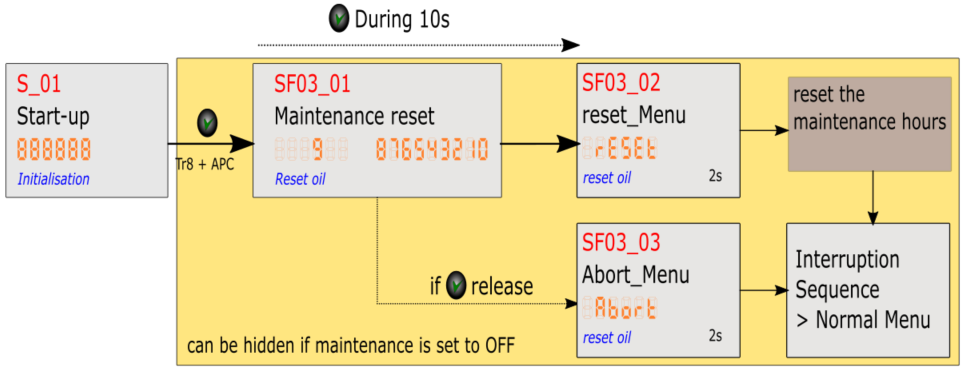 During 10s
S_01
Start-up
888888
Initialisation
Tr8 + APC
SF03_01
Maintenance reset
9 876543210
Reset oil
SF03_02
reset_Menu
rESEt
reset oil 2s
reset the
maintenance hours
if release
SF03_03
Abort_Menu
Abort
reset oil 2s
Interruption
Sequence
> Normal Menu
can be hidden if maintenance is set to OFF